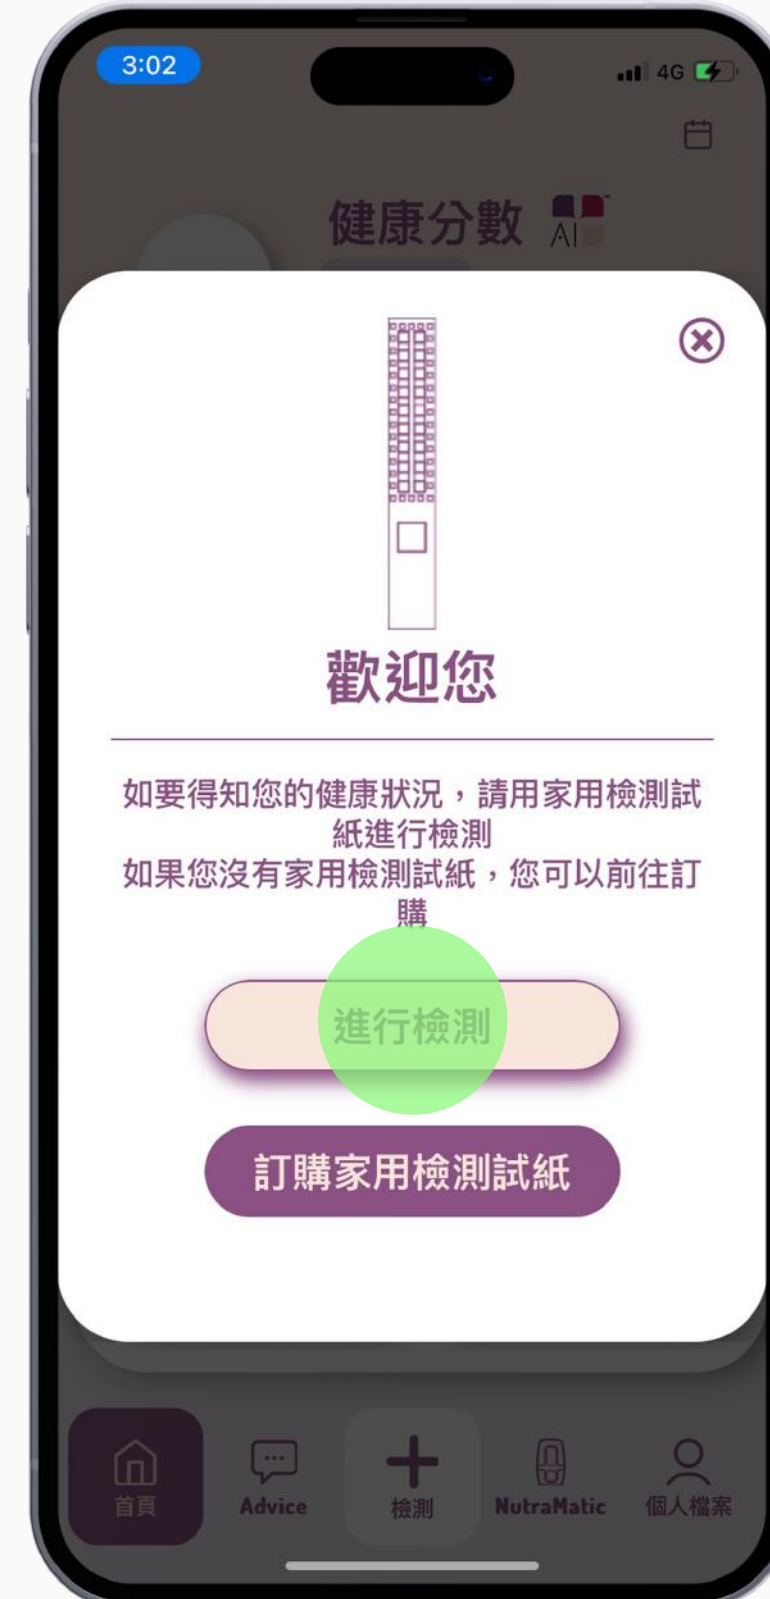 3:02
4G
健康分數
AI
歡迎您
如要得知您的健康狀況，請用家用檢測試
紙進行檢測
如果您沒有家用檢測試紙，您可以前往訂
購
進行檢測
訂購家用檢測試紙
首頁
Advice
檢測
NutraMatic
個人檔案